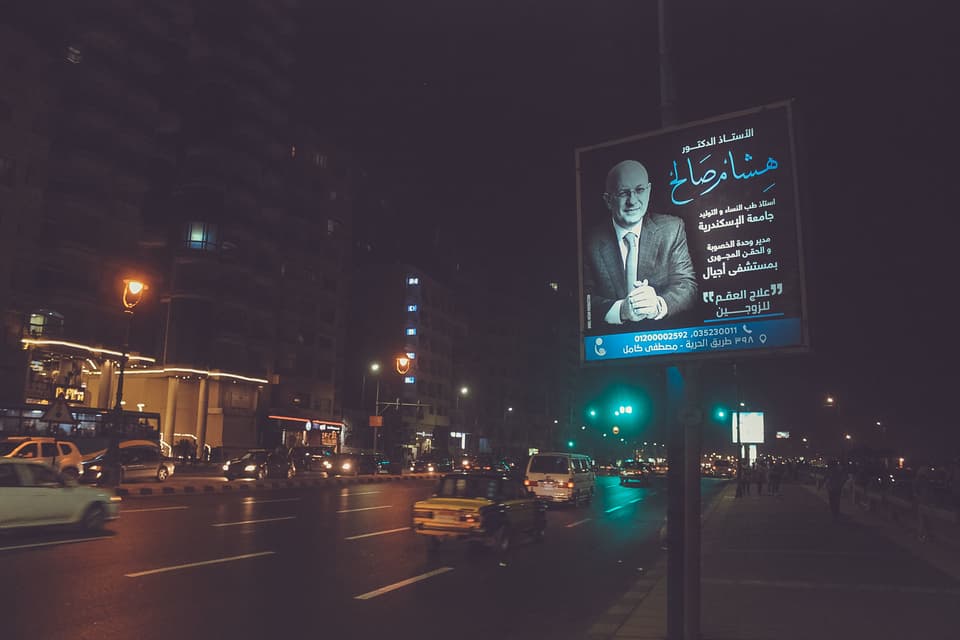 الأستاذ الدكتور
هشام صالح
استاذ طب النساء و التوليد
جامعة الإسكندرية
مدير وحدة الخصوبة
و الحقن المجهرى
بمستشفى أجيال
"علاج العقم
للزوجين"
01200002592 ،035230011
٣٩٨ طريق الحرية - مصطفى كامل